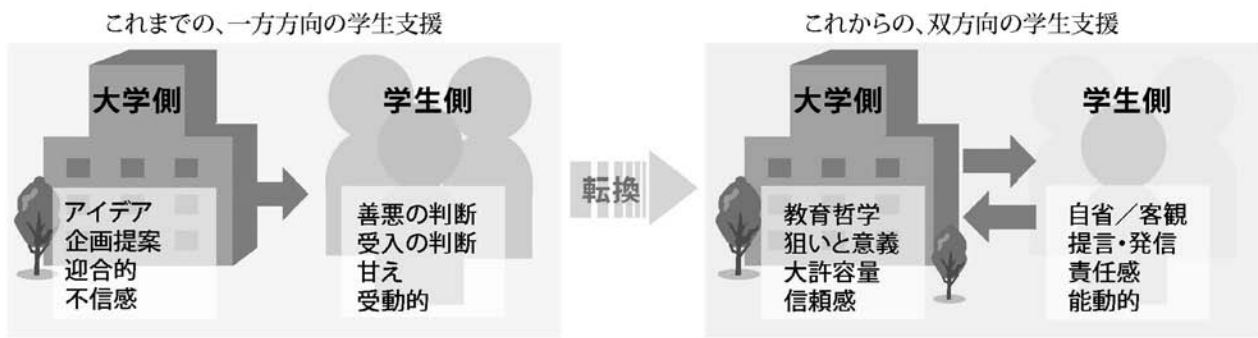 これまでの、一方方向の学生支援
大学側
アイデア
企画提案
迎合的
不信感
学生側
善悪の判断
受入の判断
甘え
受動的
転換
これからの、双方向の学生支援
大学側
教育哲学
狙いと意義
大許容量
信頼感
学生側
自省／客観
提言・発信
責任感
能動的